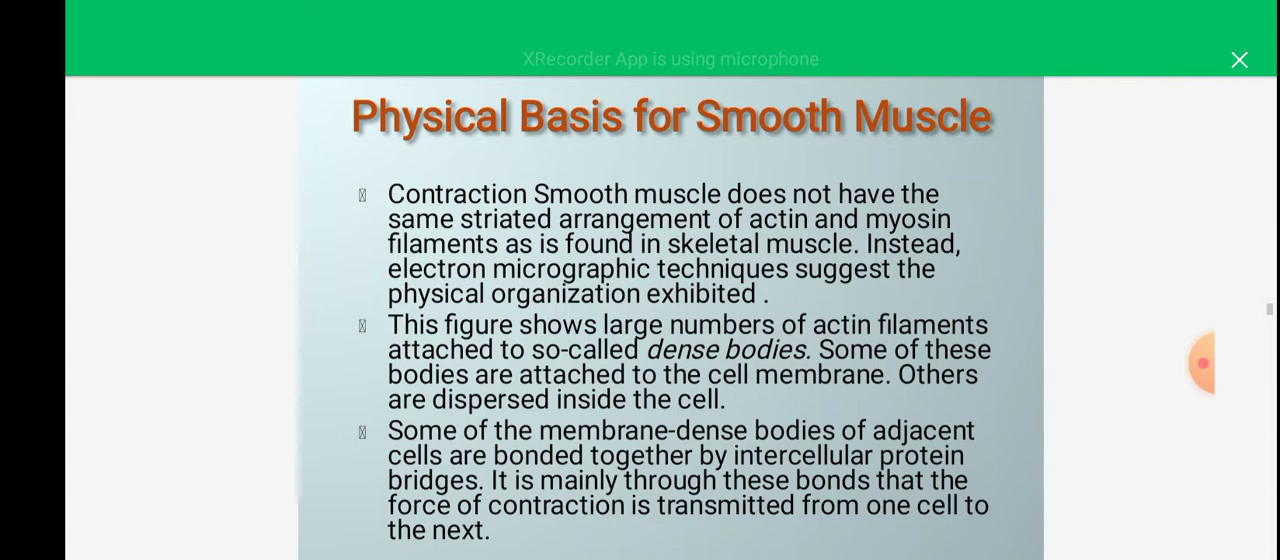 XRecorder App is using microphone
Physical Basis for Smooth Muscle
Contraction Smooth muscle does not have the
same striated arrangement of actin and myosin
filaments as is found in skeletal muscle. Instead,
electron micrographic techniques suggest the
physical organization exhibited .
This figure shows large numbers of actin filaments
attached to so-called dense bodies. Some of these
bodies are attached to the cell membrane. Others
are dispersed inside the cell.
Some of the membrane-dense bodies of adjacent
cells are bonded together by intercellular protein
bridges. It is mainly through these bonds that the
force of contraction is transmitted from one cell to
the next.